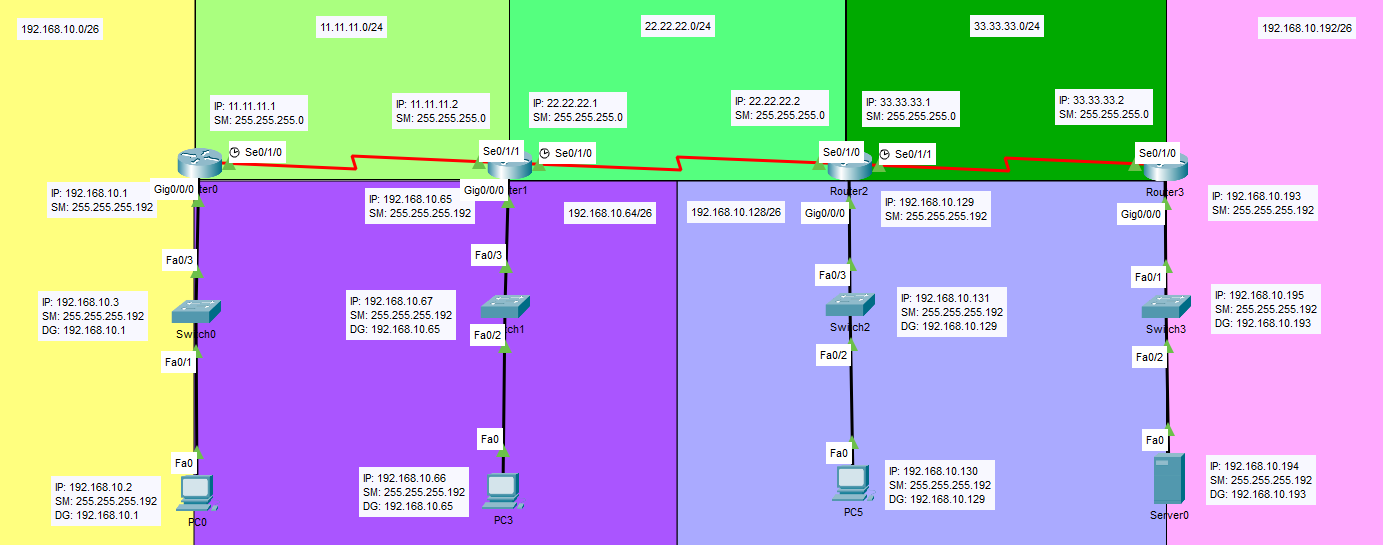 192.168.10.0/26
11.11.11.0/24
22.22.22.0/24
33.33.33.0/24
192.168.10.192/26
IP: 11.11.11.1
SM: 255.255.255.0
IP: 11.11.11.2
SM: 255.255.255.0
IP: 22.22.22.1
SM: 255.255.255.0
IP: 22.22.22.2
SM: 255.255.255.0
IP: 33.33.33.1
SM: 255.255.255.0
IP: 33.33.33.2
SM: 255.255.255.0
Se0/1/0
Se0/1/1
Se0/1/0
Se0/1/0
Se0/1/1
Se0/1/0
Gig0/0/0
ter0
Gig0/0/0
ter1
Router2
Router3
IP: 192.168.10.1
SM: 255.255.255.192
IP: 192.168.10.65
SM: 255.255.255.192
192.168.10.64/26
192.168.10.128/26
Gig0/0/0
IP: 192.168.10.129
SM: 255.255.255.192
Gig0/0/0
IP: 192.168.10.193
SM: 255.255.255.192
Fa0/3
Fa0/3
Fa0/3
Fa0/1
IP: 192.168.10.3
SM: 255.255.255.192
DG: 192.168.10.1
Switch0
IP: 192.168.10.67
SM: 255.255.255.192
DG: 192.168.10.65
tch1
Switch2
IP: 192.168.10.131
SM: 255.255.255.192
DG: 192.168.10.129
Switch3
IP: 192.168.10.195
SM: 255.255.255.192
DG: 192.168.10.193
Fa0/1
Fa0/2
Fa0/2
Fa0/2
Fa0
Fa0
Fa0
Fa0
IP: 192.168.10.2
SM: 255.255.255.192
DG: 192.168.10.1
PC0
IP: 192.168.10.66
SM: 255.255.255.192
DG: 192.168.10.65
PC3
PC5
IP: 192.168.10.130
SM: 255.255.255.192
DG: 192.168.10.129
Server0
IP: 192.168.10.194
SM: 255.255.255.192
DG: 192.168.10.193